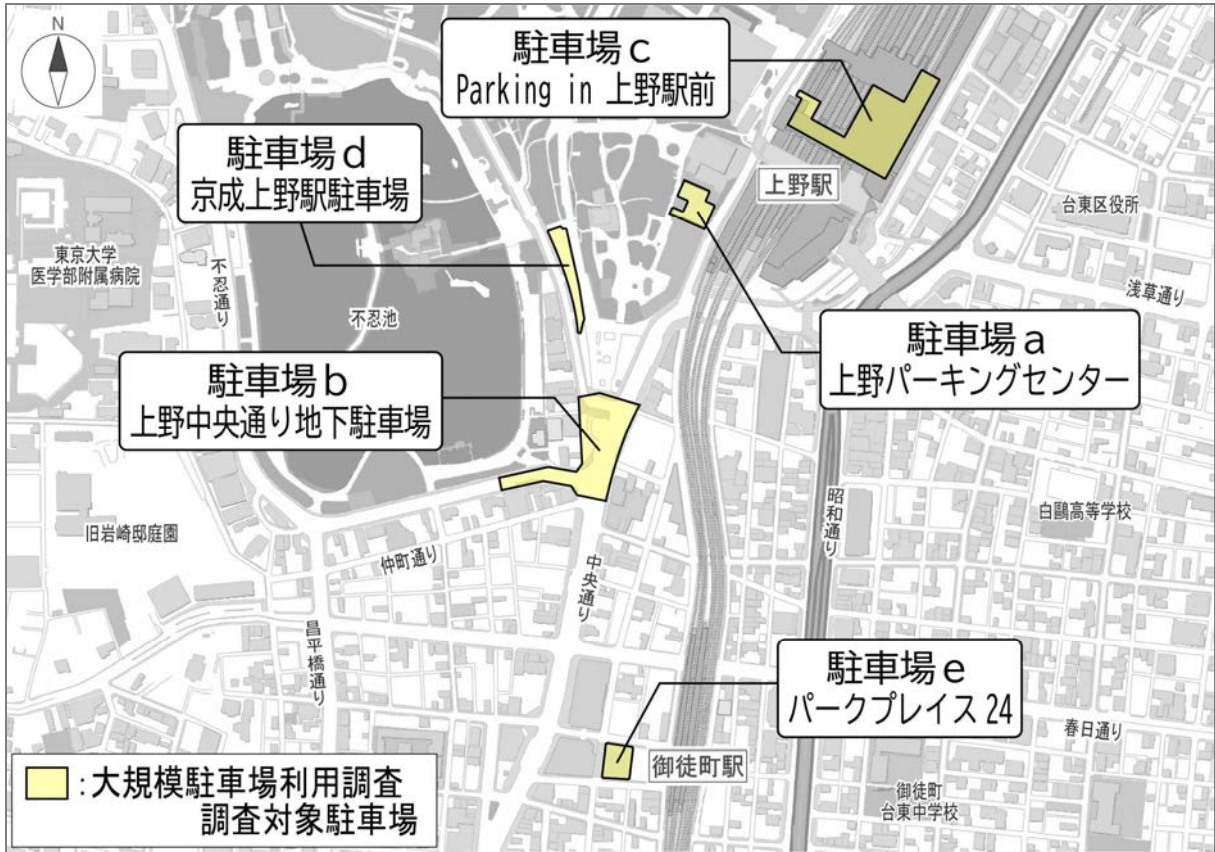 N
駐車場c
Parking in 上野駅前
駐車場d
京成上野駅駐車場
上野駅
台東区役所
東京大学
医学部附属病院
不忍通り
不忍池
浅草通り
駐車場a
上野パーキングセンター
駐車場b
上野中央通り地下駐車場
昭和通り
白鷗高等学校
旧岩崎邸庭園
仲町通り
中央通り
昌平橋通り
駐車場e
パークプレイス24
春日通り
御徒町駅
御徒町
台東中学校
:大規模駐車場利用調査
調査対象駐車場